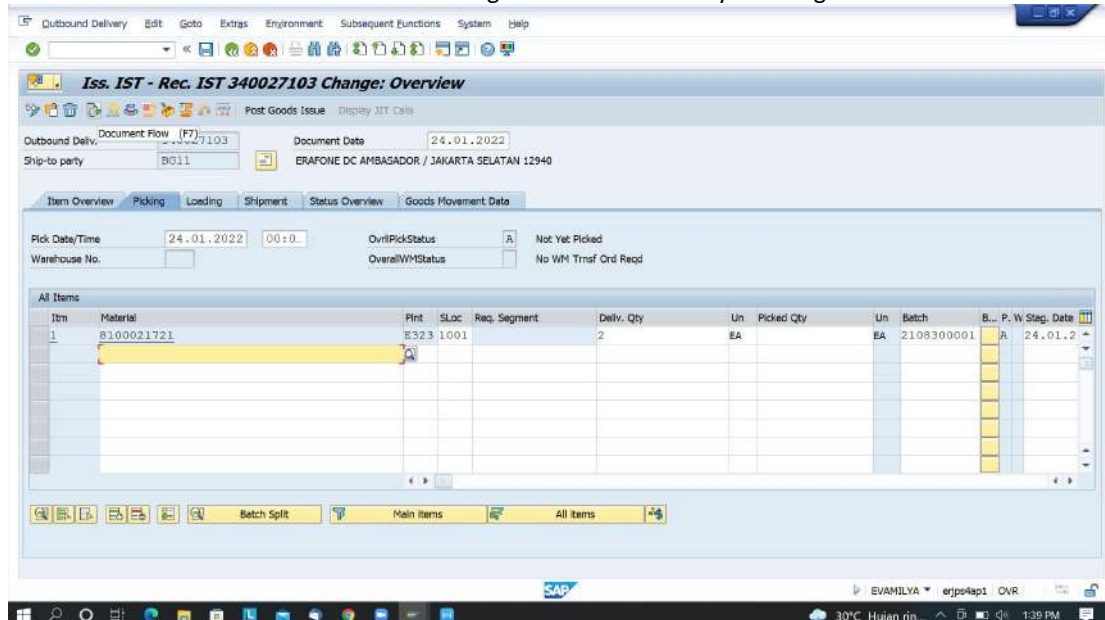 Outbound Delivery Edit Goto Extras Environment Subsequent Functions System Help
Iss. IST - Rec. IST 340027103 Change: Overview
Post Goods Issue Display JIT Calls
Outbound Deliv. Document Flow (F7) 27103 Document Date 24.01.2022
Ship-to party BG11 ERAFONE DC AMBASADOR / JAKARTA SELATAN 12940
Item Overview Picking Loading Shipment Status Overview Goods Movement Data
Pick Date/Time 24.01.2022 00:0.. OvrllPickStatus A Not Yet Picked
Warehouse No. OverallWMStatus No WM Trnsf Ord Reqd
All Items
Itm Material Plnt SLoc Req. Segment Deliv. Qty Un Picked Qty Un Batch B... P. W Stag. Date
1 8100021721 E323 1001 2 EA EA 2108300001 A 24.01.2
Batch Split Main items All items
SAP EVAMILYA erjps4ap1 OVR
30°C Hujan rin... 1:39 PM